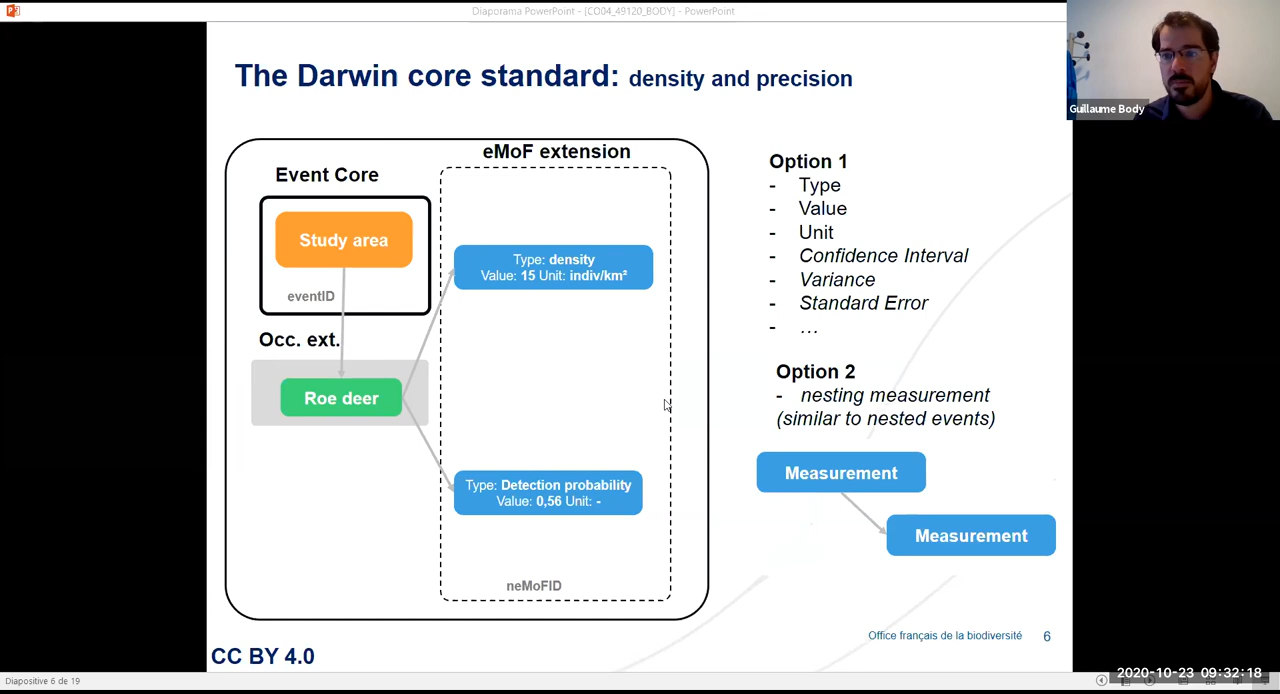 Diaporama PowerPoint - [CO04_49120_BODY] - PowerPoint
Guillaume Body
The Darwin core standard: density and precision
eMoF extension
Event Core
Study area
eventID
Occ. ext.
Roe deer
Type: density
Value: 15 Unit: indiv/km²
Type: Detection probability
Value: 0,56 Unit: -
neMoFID
Option 1
- Type
- Value
- Unit
- Confidence Interval
- Variance
- Standard Error
- …
Option 2
- nesting measurement
(similar to nested events)
Measurement
Measurement
Office français de la biodiversité 6
CC BY 4.0
Diapositive 6 de 19
2020-10-23 09:32:18